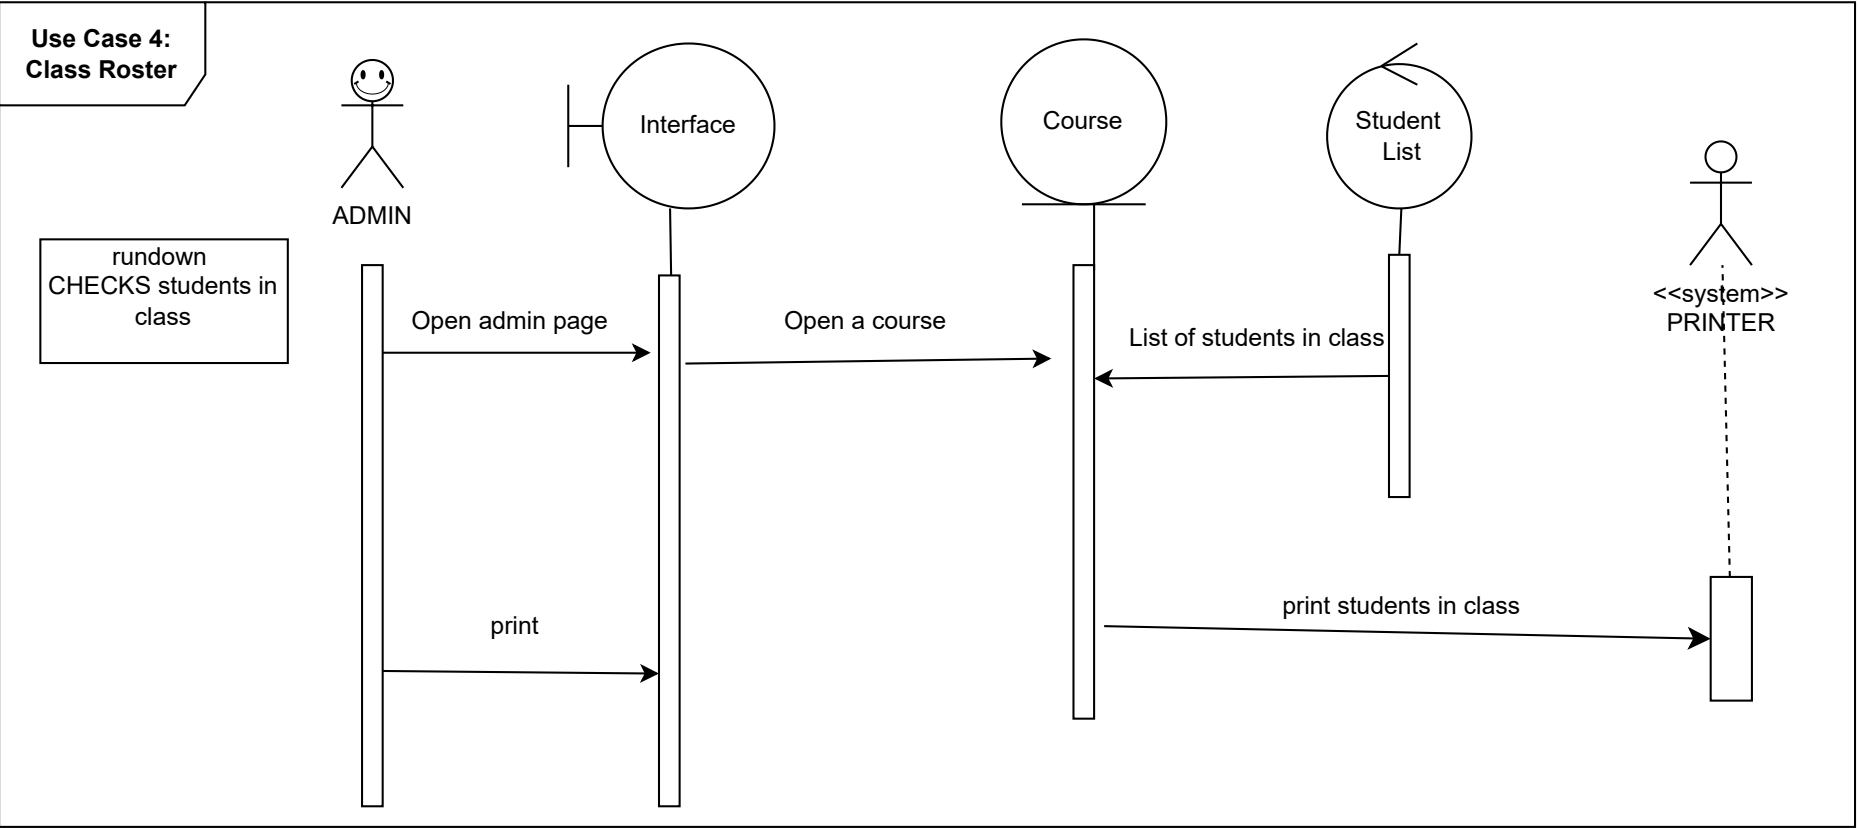 Use Case 4:
Class Roster
Interface
Course
Student
List
ADMIN
rundown
CHECKS students in
class
<<system>>
PRINTER
Open admin page
Open a course
List of students in class
print students in class
print